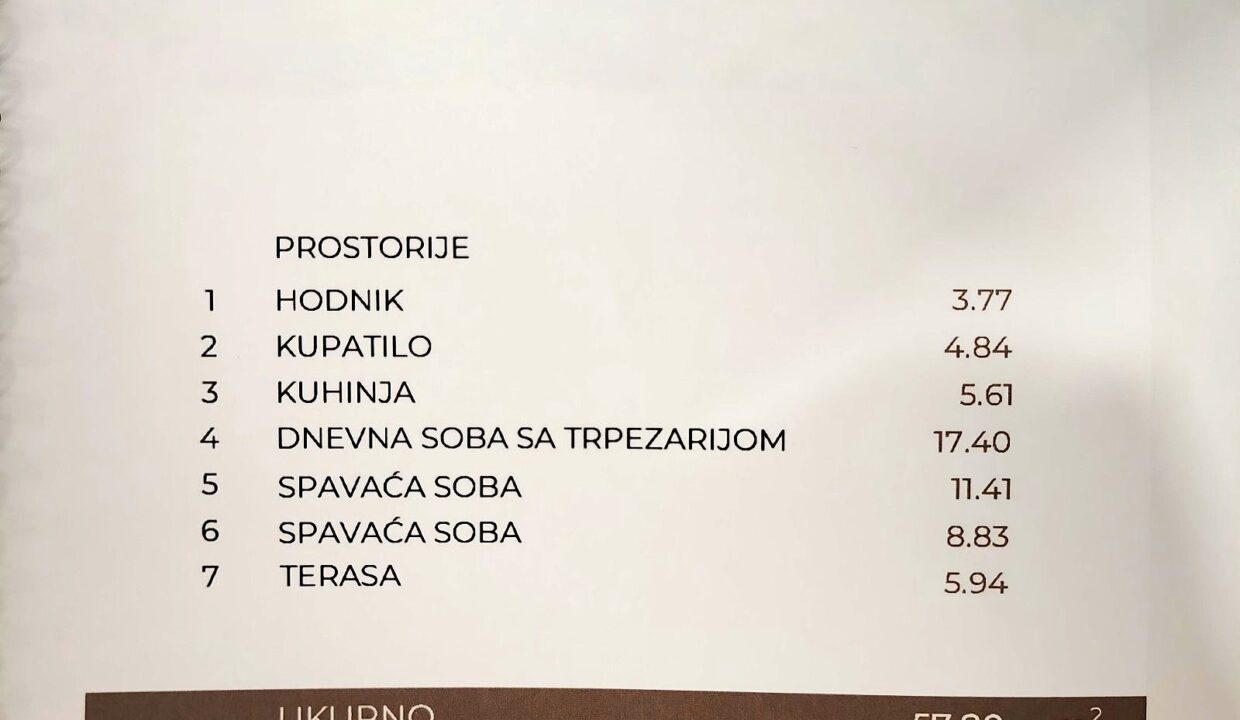 PROSTORIJE
1 HODNIK 3.77
2 KUPATILO 4.84
3 KUHINJA 5.61
4 DNEVNA SOBA SA TRPEZARIJOM 17.40
5 SPAVAĆA SOBA 11.41
6 SPAVAĆA SOBA 8.83
7 TERASA 5.94
UKUPNO